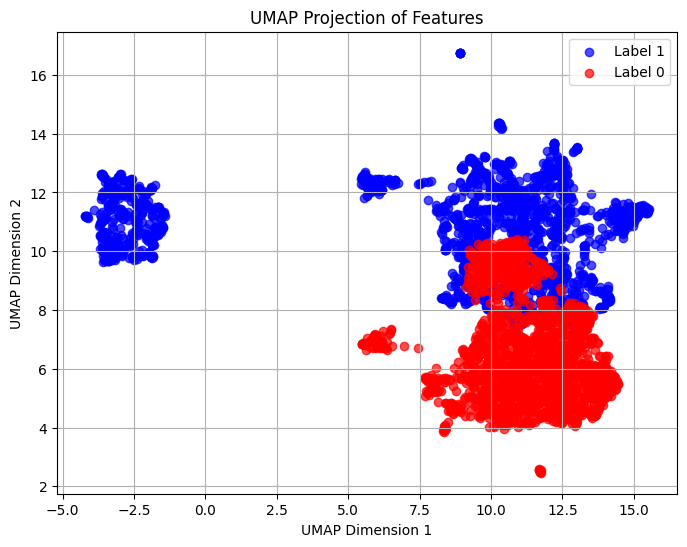 UMAP Projection of Features
Label 1
Label 0
UMAP Dimension 2
16
14
12
10
8
6
4
2
−5.0 −2.5 0.0 2.5 5.0 7.5 10.0 12.5 15.0
UMAP Dimension 1